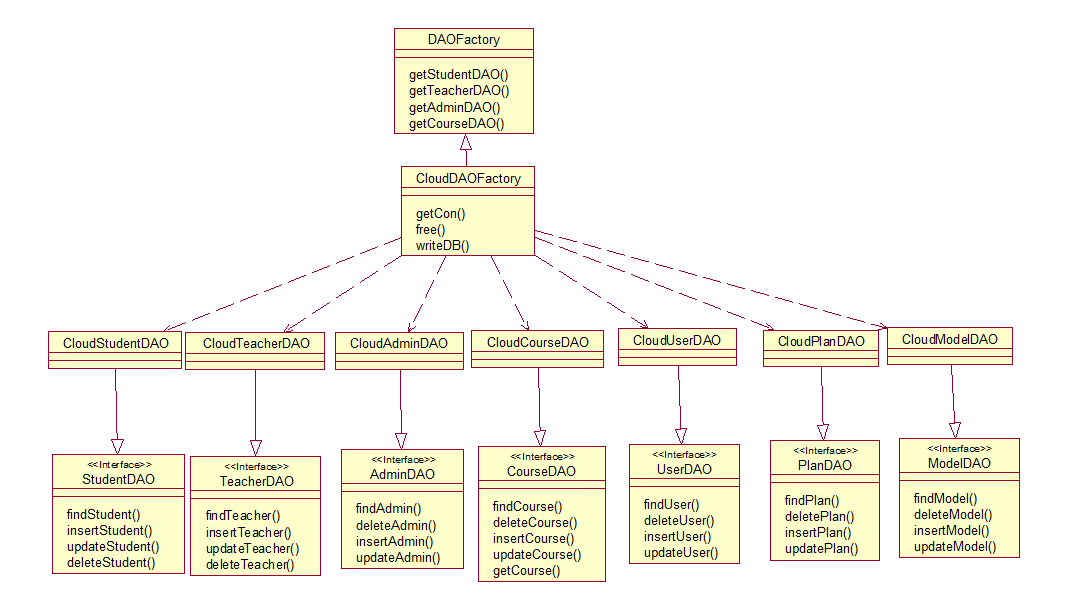 DAOFactory
getStudentDAO()
getTeacherDAO()
getAdminDAO()
getCourseDAO()
CloudDAOFactory
getCon()
free()
writeDB()
CloudStudentDAO
CloudTeacherDAO
CloudAdminDAO
CloudCourseDAO
CloudUserDAO
CloudPlanDAO
CloudModelDAO
<<Interface>>
StudentDAO
findStudent()
insertStudent()
updateStudent()
deleteStudent()
<<Interface>>
TeacherDAO
findTeacher()
insertTeacher()
updateTeacher()
deleteTeacher()
<<Interface>>
AdminDAO
findAdmin()
deleteAdmin()
insertAdmin()
updateAdmin()
<<Interface>>
CourseDAO
findCourse()
deleteCourse()
insertCourse()
updateCourse()
getCourse()
<<Interface>>
UserDAO
findUser()
deleteUser()
insertUser()
updateUser()
<<Interface>>
PlanDAO
findPlan()
deletePlan()
insertPlan()
updatePlan()
<<Interface>>
ModelDAO
findModel()
deleteModel()
insertModel()
updateModel()